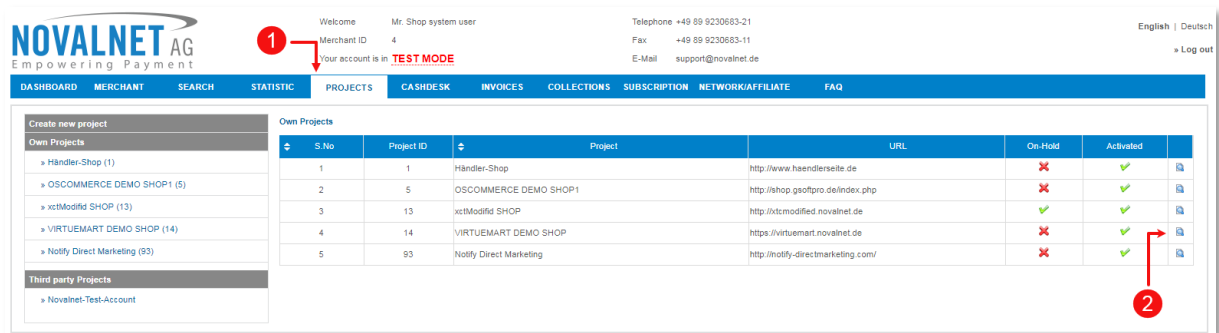 NOVALNET AG
Empowering Payment
Welcome Mr. Shop system user
Merchant ID 4
Your account is in TEST MODE
Telephone +49 89 9230683-21
Fax +49 89 9230683-11
E-Mail support@novalnet.de
English | Deutsch
» Log out
1
DASHBOARD MERCHANT SEARCH STATISTIC PROJECTS CASHDESK INVOICES COLLECTIONS SUBSCRIPTION NETWORK/AFFILIATE FAQ
Create new project
Own Projects
» Händler-Shop (1)
» OSCOMMERCE DEMO SHOP1 (5)
» xctModifid SHOP (13)
» VIRTUEMART DEMO SHOP (14)
» Notify Direct Marketing (93)
Third party Projects
» Novalnet-Test-Account
Own Projects
S.No Project ID Project URL On-Hold Activated
1 1 Händler-Shop http://www.haendlerseite.de
2 5 OSCOMMERCE DEMO SHOP1 http://shop.gsoftpro.de/index.php
3 13 xctModifid SHOP http://xtcmodified.novalnet.de
4 14 VIRTUEMART DEMO SHOP https://virtuemart.novalnet.de
5 93 Notify Direct Marketing http://notify-directmarketing.com/
2